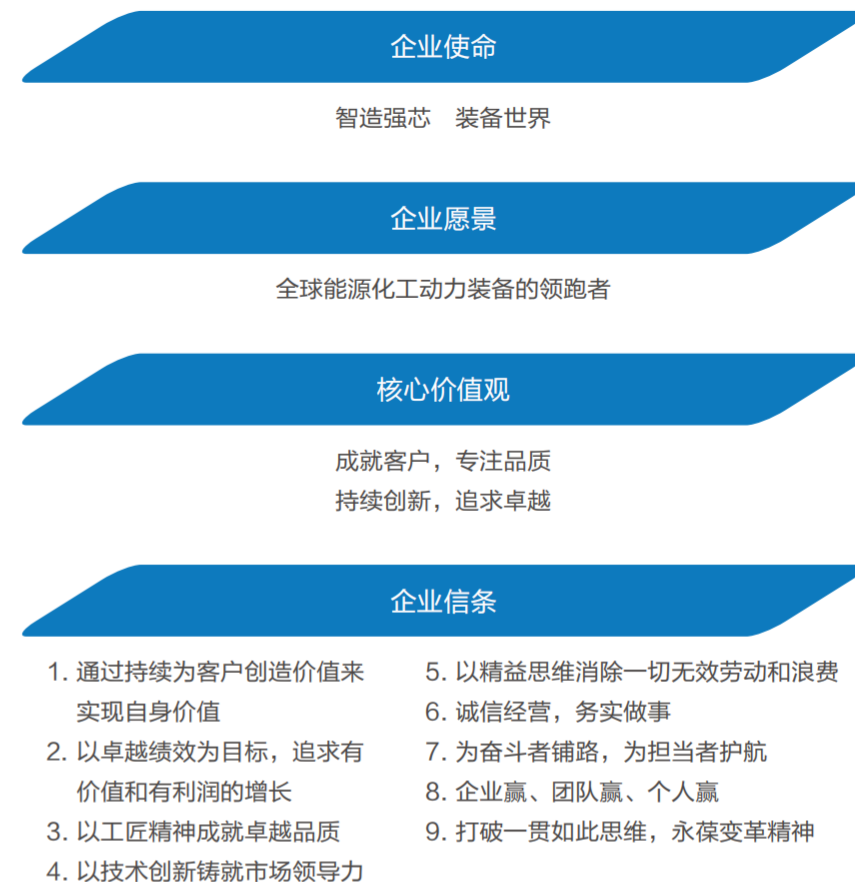 企业使命
智造强芯　装备世界
企业愿景
全球能源化工动力装备的领跑者
核心价值观
成就客户，专注品质
持续创新，追求卓越
企业信条
1. 通过持续为客户创造价值来
实现自身价值
2. 以卓越绩效为目标，追求有
价值和有利润的增长
3. 以工匠精神成就卓越品质
4. 以技术创新铸就市场领导力
5. 以精益思维消除一切无效劳动和浪费
6. 诚信经营，务实做事
7. 为奋斗者铺路，为担当者护航
8. 企业赢、团队赢、个人赢
9. 打破一贯如此思维，永葆变革精神